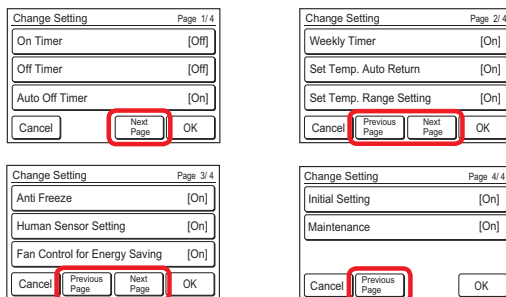 Change Setting Page 1/4
On Timer [Off]
Off Timer [Off]
Auto Off Timer [On]
Cancel Next Page OK
Change Setting Page 2/4
Weekly Timer [On]
Set Temp. Auto Return [On]
Set Temp. Range Setting [On]
Cancel Previous Page Next Page OK
Change Setting Page 3/4
Anti Freeze [On]
Human Sensor Setting [On]
Fan Control for Energy Saving [On]
Cancel Previous Page Next Page OK
Change Setting Page 4/4
Initial Setting [On]
Maintenance [On]
Cancel Previous Page OK